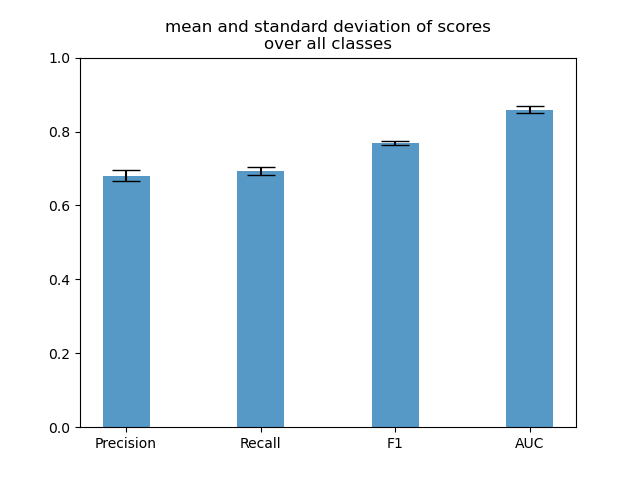 mean and standard deviation of scores
over all classes
1.0
0.8
0.6
0.4
0.2
0.0
Precision Recall F1 AUC